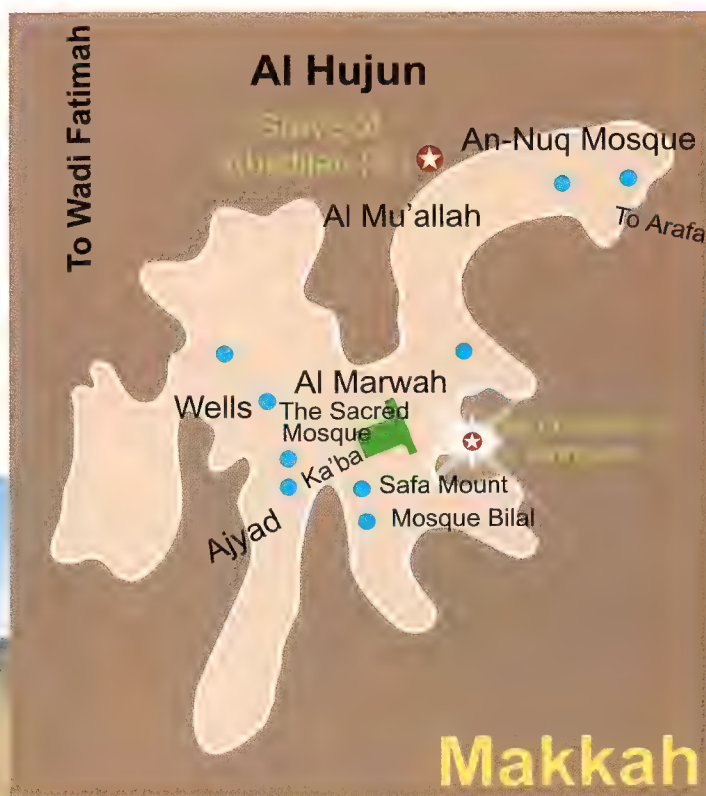 To Wadi Fatimah
Al Hujun
An-Nuq Mosque
To Arafa
Al Mu'allah
Al Marwah
Wells
The Sacred
Mosque
Ka'ba
Safa Mount
Mosque Bilal
Ajyad
Makkah